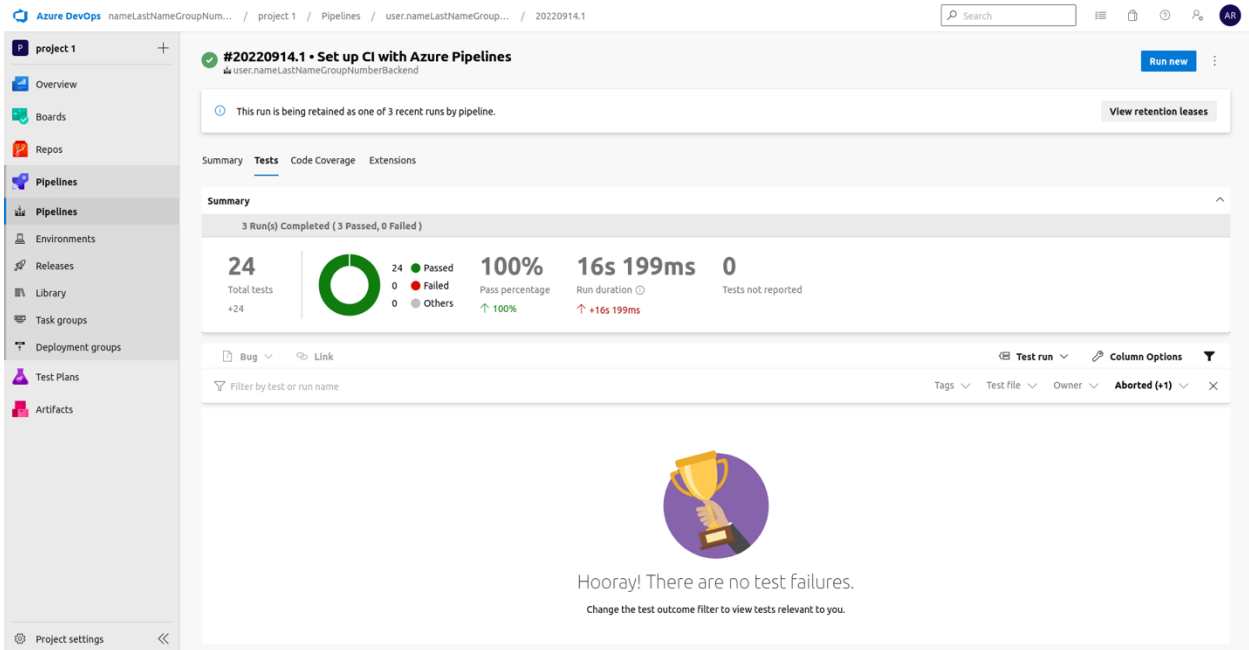 Azure DevOps nameLastNameGroupNum... / project 1 / Pipelines / user.nameLastNameGroup... / 20220914.1
Search
AR
P project 1
Overview
Boards
Repos
Pipelines
Pipelines
Environments
Releases
Library
Task groups
Deployment groups
Test Plans
Artifacts
Project settings
#20220914.1 • Set up CI with Azure Pipelines
user.nameLastNameGroupNumberBackend
Run new
This run is being retained as one of 3 recent runs by pipeline.
View retention leases
Summary Tests Code Coverage Extensions
Summary
3 Run(s) Completed ( 3 Passed, 0 Failed )
24
Total tests
+24
24 Passed
0 Failed
0 Others
100%
Pass percentage
100%
16s 199ms
Run duration
+16s 199ms
0
Tests not reported
Bug Link
Test run Column Options
Filter by test or run name
Tags Test file Owner Aborted (+1)
Hooray! There are no test failures.
Change the test outcome filter to view tests relevant to you.